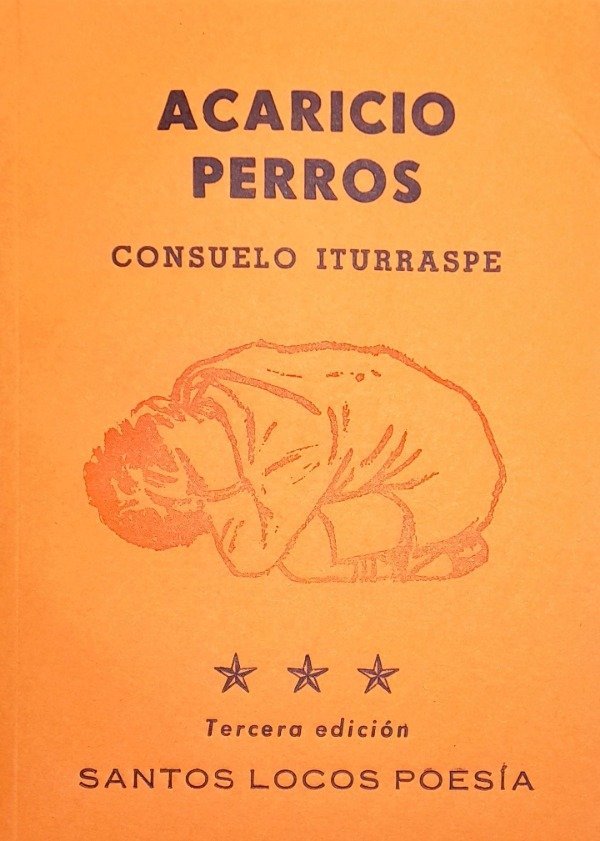 ACARICIO
PERROS
CONSUELO ITURRASPE
Tercera edición
SANTOS LOCOS POESÍA